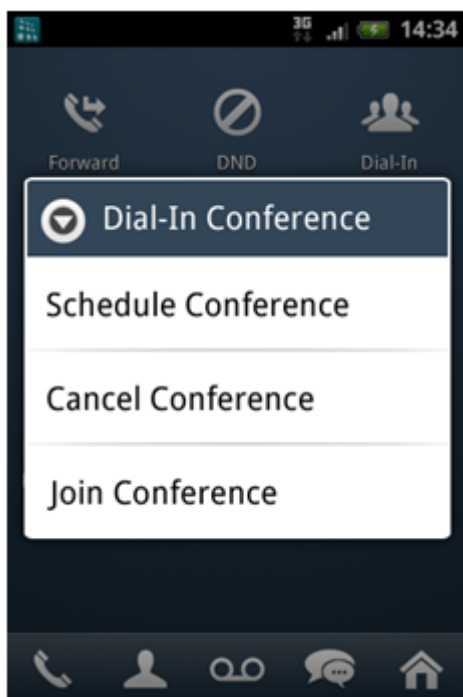 3G 14:34
Forward DND Dial-In
Dial-In Conference
Schedule Conference
Cancel Conference
Join Conference